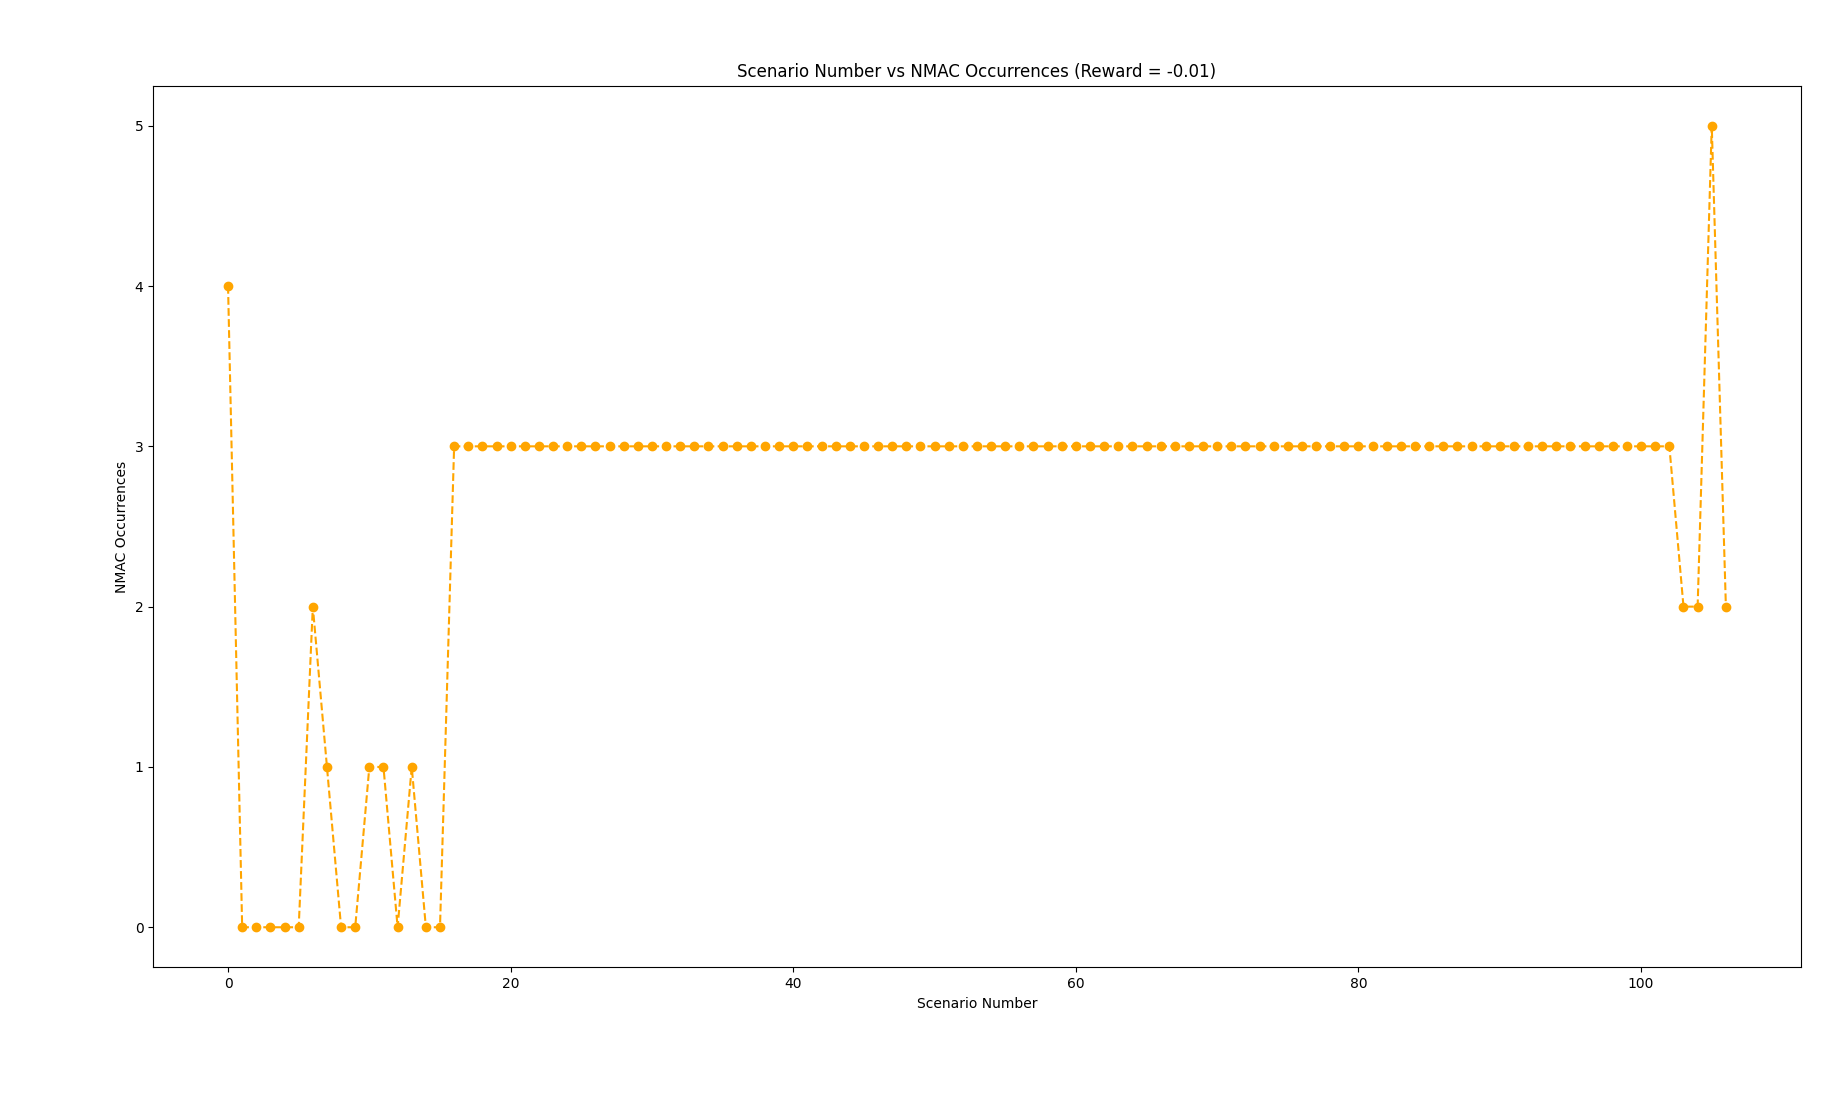 Scenario Number vs NMAC Occurrences (Reward = -0.01)
5
4
3
2
1
0
NMAC Occurrences
0 20 40 60 80 100
Scenario Number